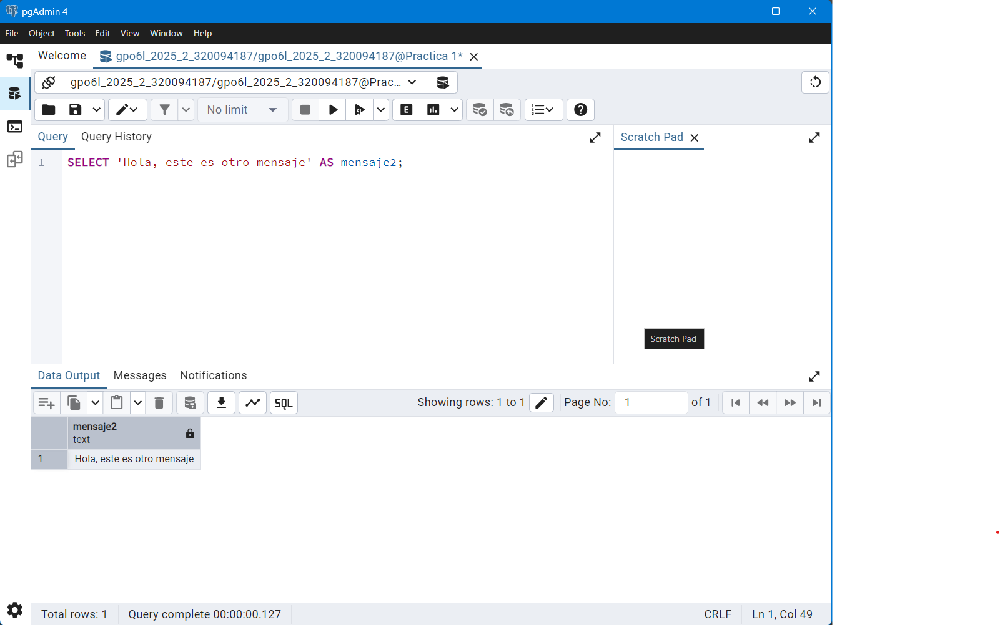 pgAdmin 4
File Object Tools Edit View Window Help
Welcome gpo6l_2025_2_320094187/gpo6l_2025_2_320094187@Practica 1*
gpo6l_2025_2_320094187/gpo6l_2025_2_320094187@Prac...
No limit E
Query Query History Scratch Pad
1 SELECT 'Hola, este es otro mensaje' AS mensaje2;
Scratch Pad
Data Output Messages Notifications
SQL Showing rows: 1 to 1 Page No: 1 of 1
mensaje2
text
1 Hola, este es otro mensaje
Total rows: 1 Query complete 00:00:00.127 CRLF Ln 1, Col 49